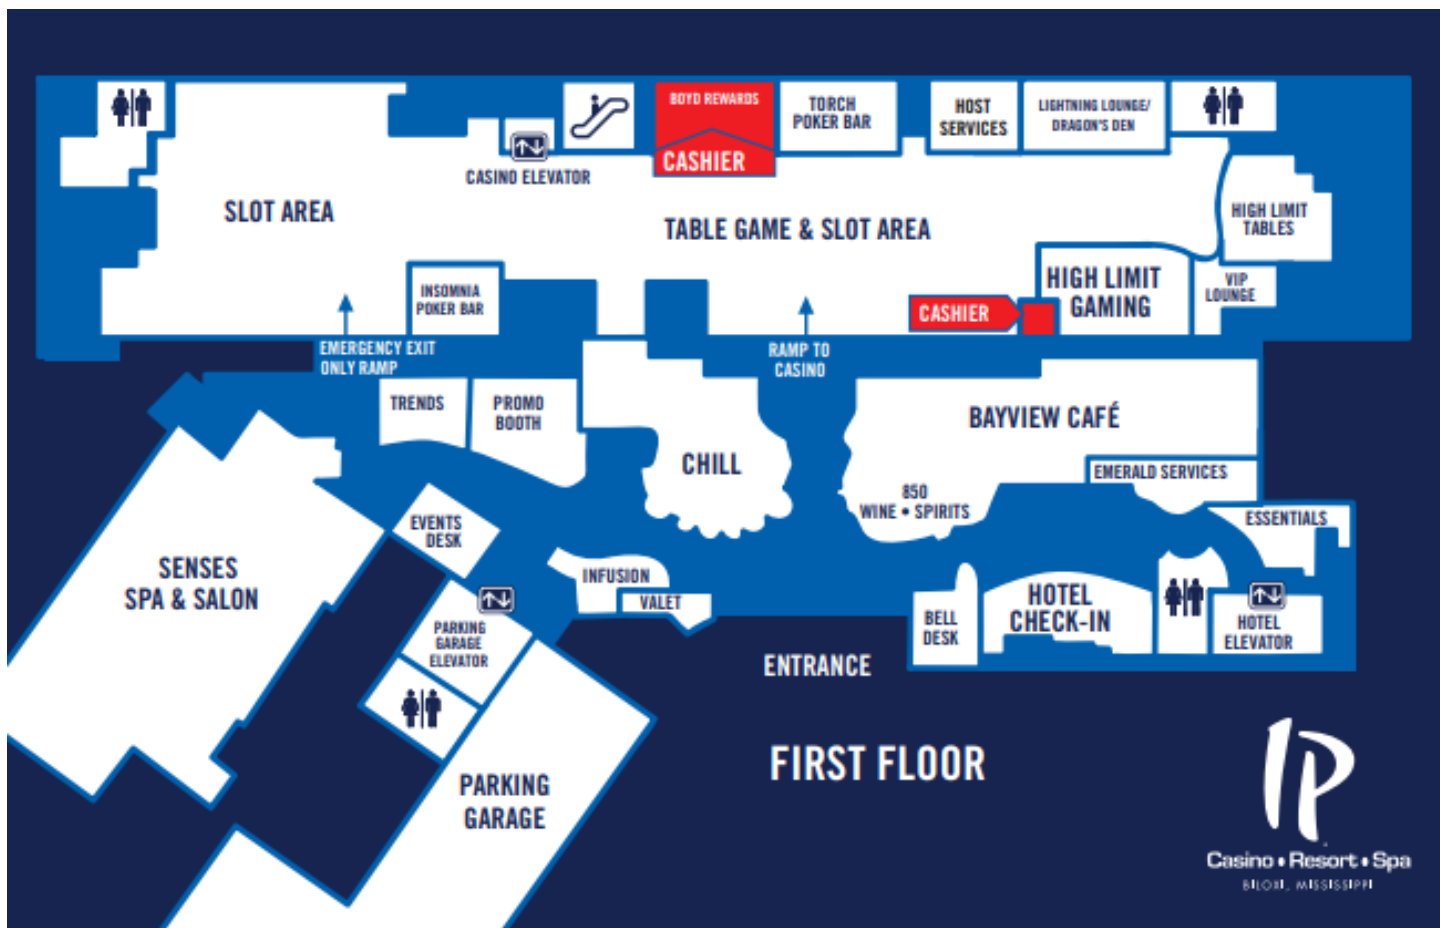 BOYD REWARDS
CASHIER
TORCH
POKER BAR
HOST
SERVICES
LIGHTNING LOUNGE/
DRAGON'S DEN
CASINO ELEVATOR
SLOT AREA
TABLE GAME & SLOT AREA
HIGH LIMIT
TABLES
HIGH LIMIT
GAMING
VIP
LOUNGE
INSOMNIA
POKER BAR
CASHIER
EMERGENCY EXIT
ONLY RAMP
RAMP TO
CASINO
TRENDS
PROMO
BOOTH
CHILL
BAYVIEW CAFÉ
EMERALD SERVICES
850
WINE • SPIRITS
ESSENTIALS
EVENTS
DESK
SENSES
SPA & SALON
INFUSION
VALET
BELL
DESK
HOTEL
CHECK-IN
HOTEL
ELEVATOR
PARKING
GARAGE
ELEVATOR
ENTRANCE
PARKING
GARAGE
FIRST FLOOR
IP
Casino • Resort • Spa
BILOXI, MISSISSIPPI